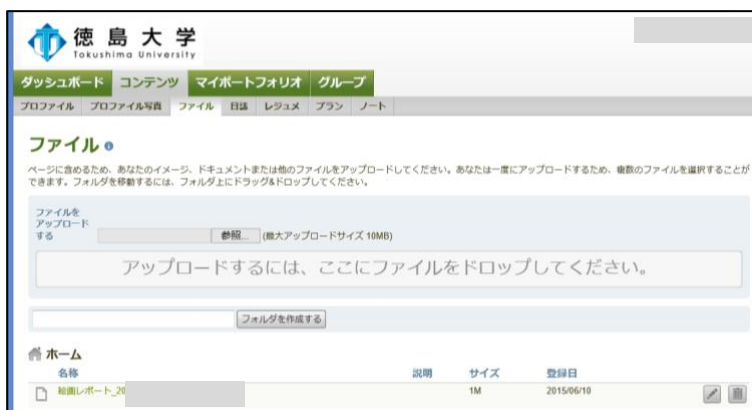 徳島大学
Tokushima University
ダッシュボード コンテンツ マイポートフォリオ グループ
プロファイル プロファイル写真 ファイル 日誌 レジュメ プラン ノート
ファイル
ページに含めるため、あなたのイメージ、ドキュメントまたは他のファイルをアップロードしてください。あなたは一度にアップロードするため、複数のファイルを選択することが
できます。フォルダを移動するには、フォルダ上にドラッグ&ドロップしてください。
ファイルを
アップロード
する 参照... (最大アップロードサイズ 10MB)
アップロードするには、ここにファイルをドロップしてください。
フォルダを作成する
ホーム
名称 説明 サイズ 登録日
絵画レポート_20 1M 2015/06/10